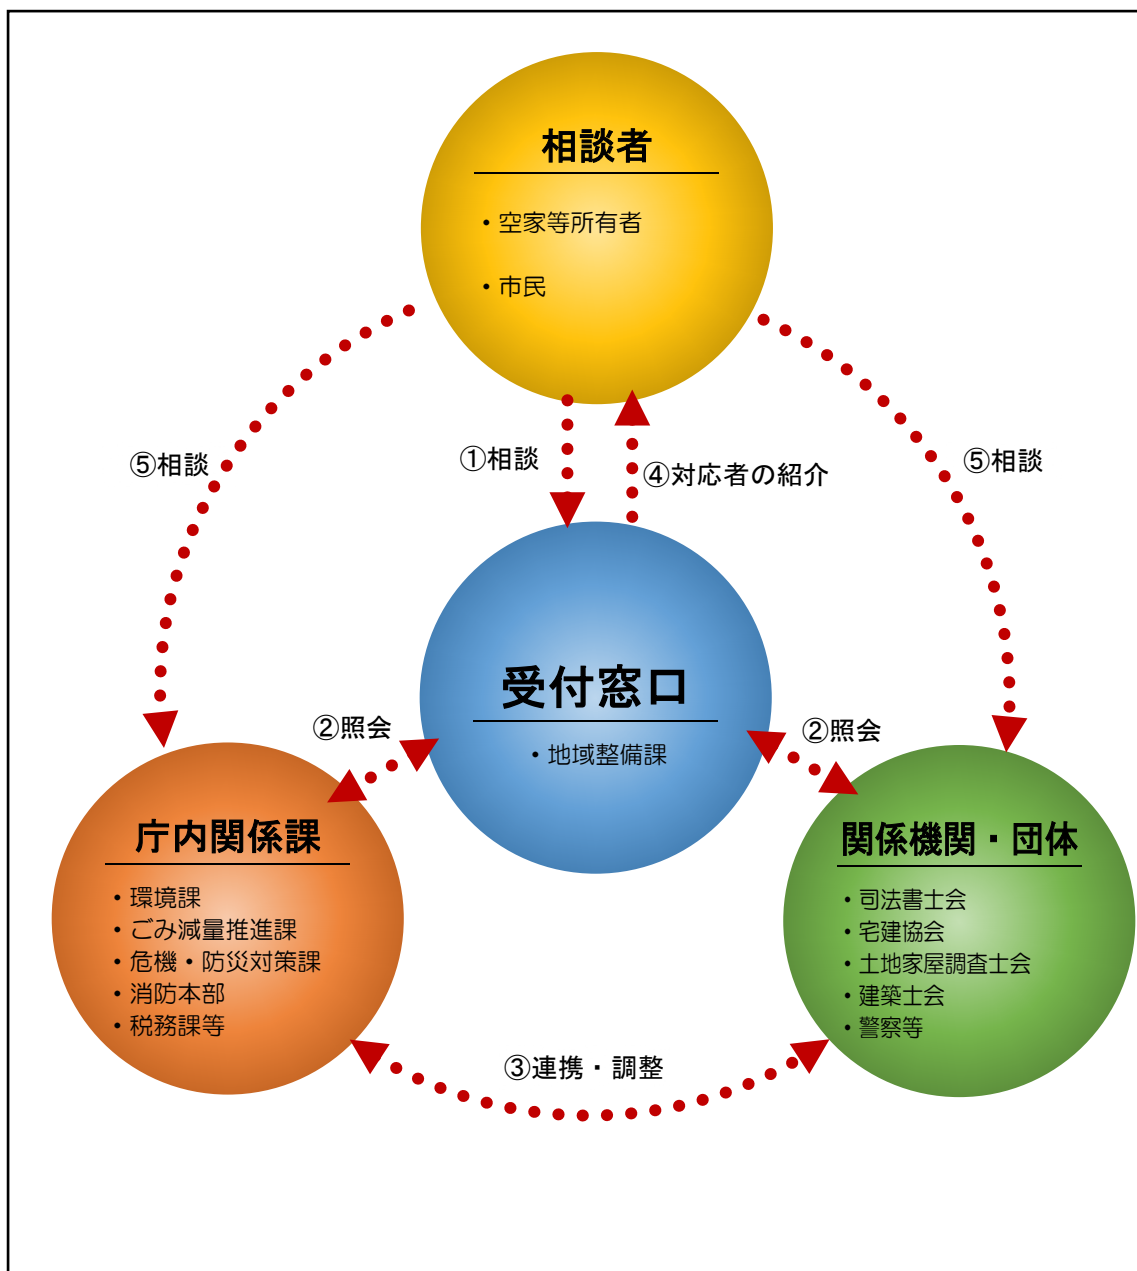 相談者
・空家等所有者
・市民
⑤相談
①相談
④対応者の紹介
⑤相談
受付窓口
・地域整備課
②照会
②照会
庁内関係課
・環境課
・ごみ減量推進課
・危機・防災対策課
・消防本部
・税務課等
関係機関・団体
・司法書士会
・宅建協会
・土地家屋調査士会
・建築士会
・警察等
③連携・調整